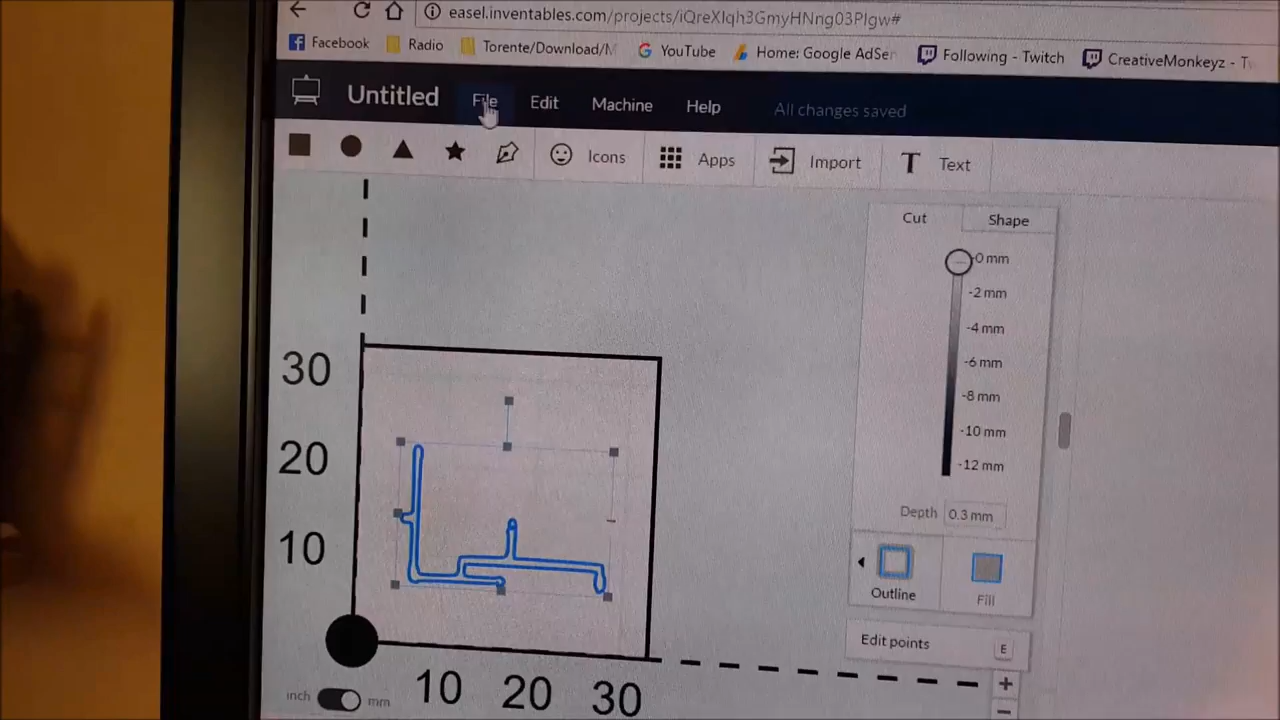 easel.inventables.com/projects/iQreXIqh3GmyHNng03PIgw#
Facebook Radio Torente/Download/M YouTube Home: Google AdSer Following - Twitch CreativeMonkeyz - T
Untitled File Edit Machine Help All changes saved
Icons Apps Import T Text
Cut Shape
0 mm
-2 mm
-4 mm
-6 mm
-8 mm
-10 mm
-12 mm
Depth 0.3 mm
Outline Fill
Edit points E
30
20
10
10 20 30
inch mm